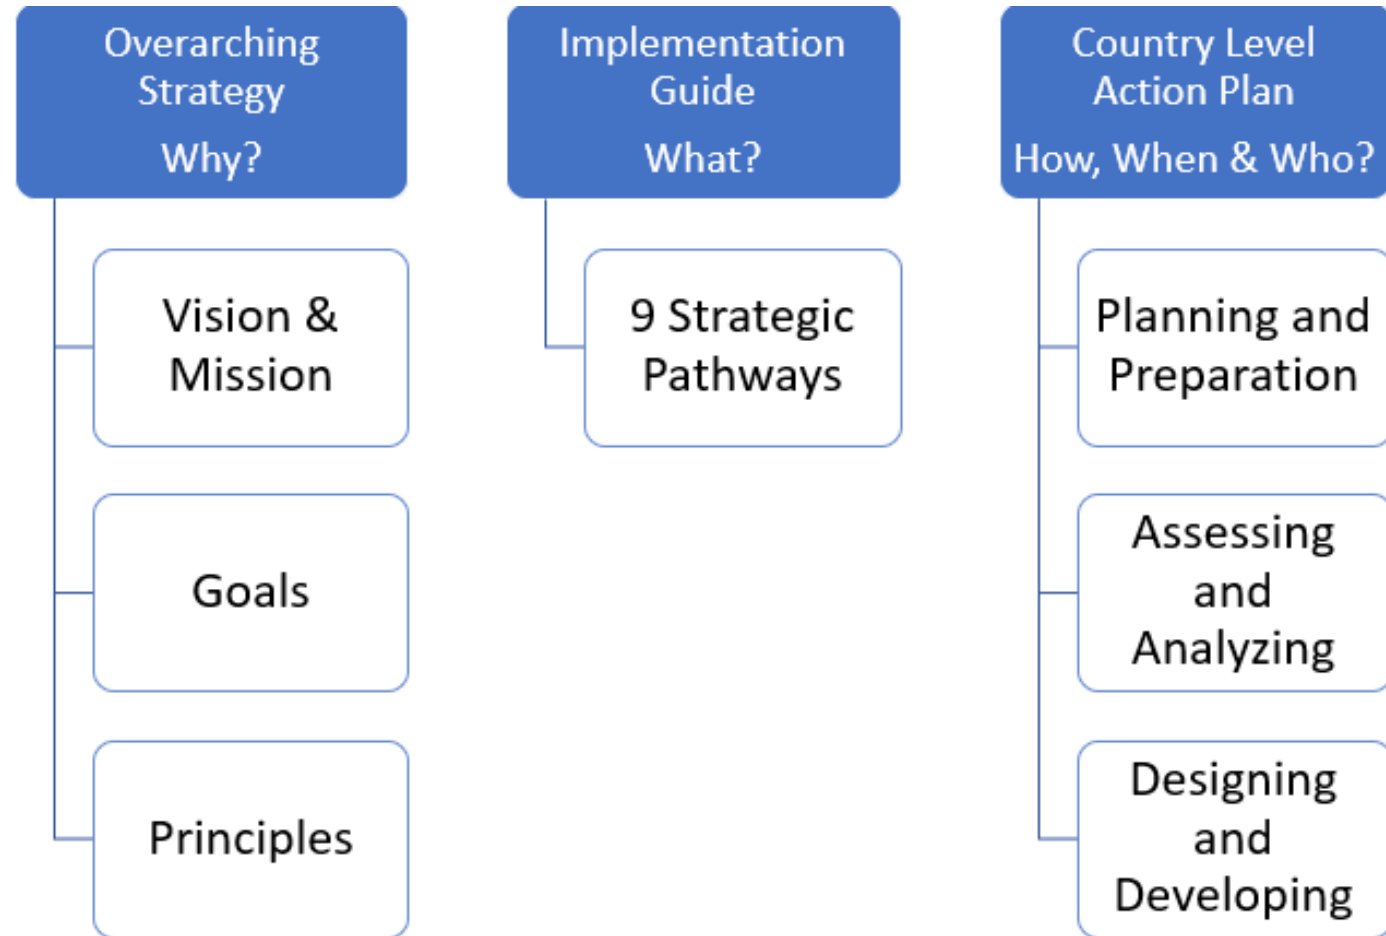 Overarching
Strategy
Why?
Vision &
Mission
Goals
Principles
Implementation
Guide
What?
9 Strategic
Pathways
Country Level
Action Plan
How, When & Who?
Planning and
Preparation
Assessing
and
Analyzing
Designing
and
Developing